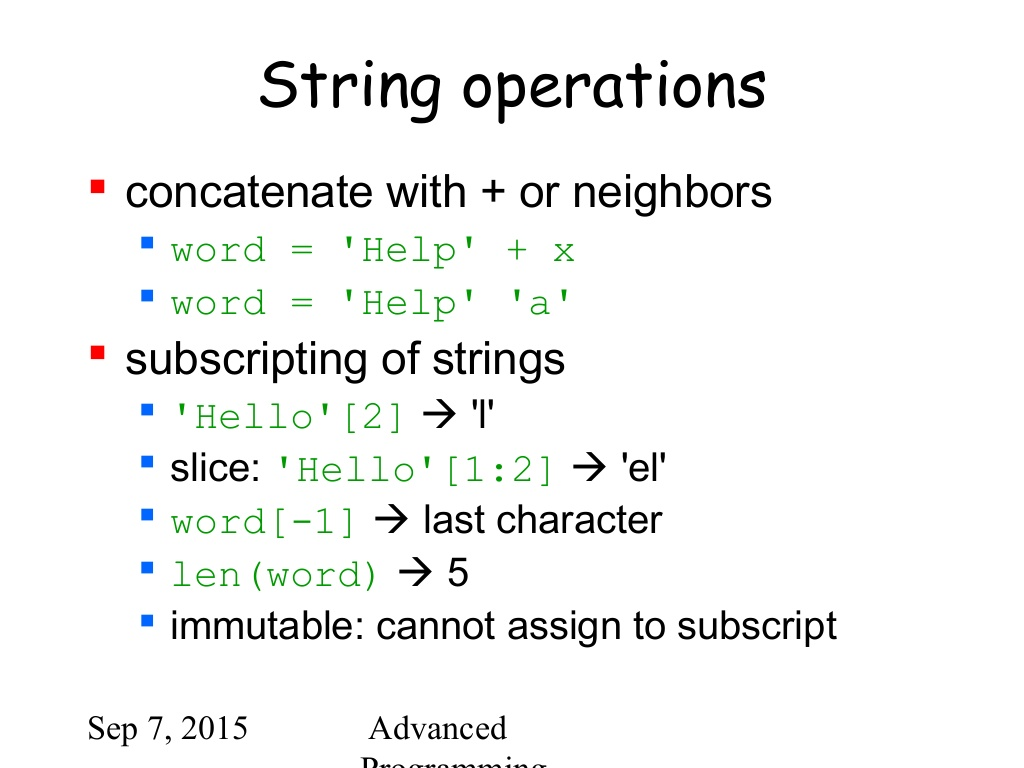 String operations
concatenate with + or neighbors
word = 'Help' + x
word = 'Help' 'a'
subscripting of strings
'Hello'[2] → 'l'
slice: 'Hello'[1:2] → 'el'
word[-1] → last character
len(word) → 5
immutable: cannot assign to subscript
Sep 7, 2015
Advanced
Programming